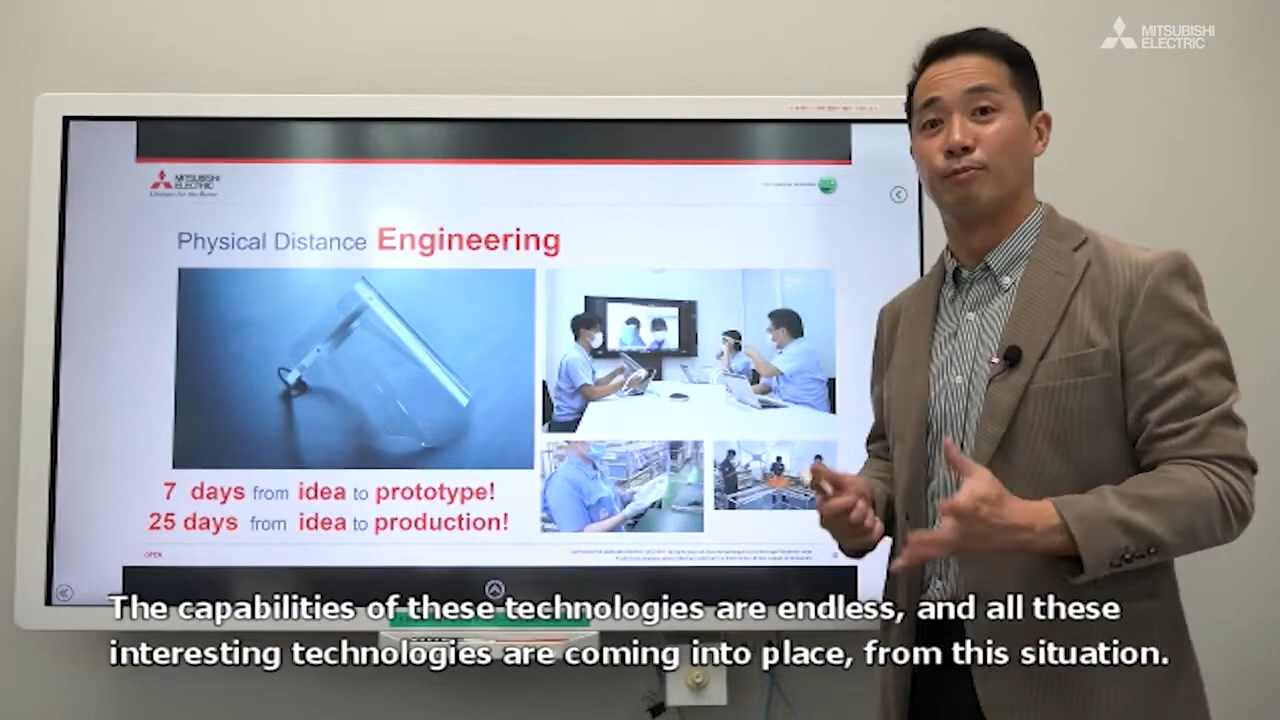 MITSUBISHI
ELECTRIC
MITSUBISHI
ELECTRIC
Changes for the Better
Physical Distance Engineering
7 days from idea to prototype!
25 days from idea to production!
OPEN
The capabilities of these technologies are endless, and all these
interesting technologies are coming into place, from this situation.